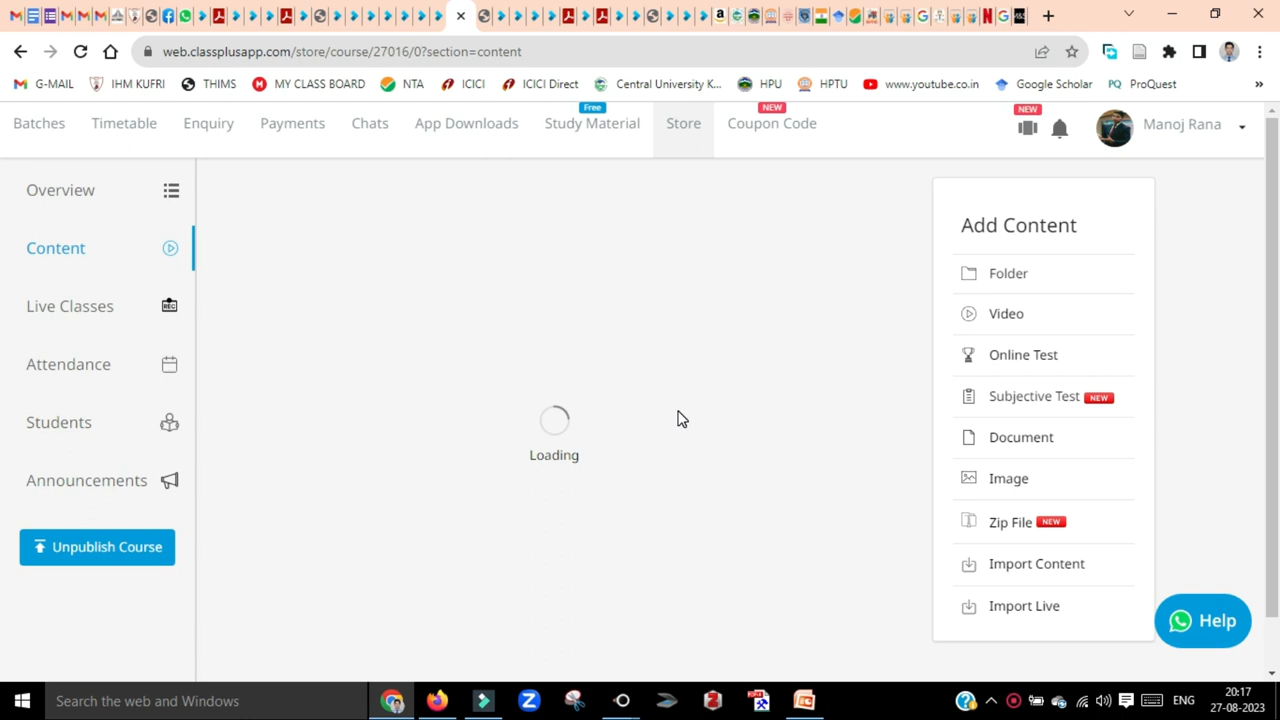 web.classplusapp.com/store/course/27016/0?section=content
G-MAIL IHM KUFRI THIMS MY CLASS BOARD NTA ICICI ICICI Direct Central University K... HPU HPTU www.youtube.co.in Google Scholar PQ ProQuest »
Free NEW NEW
Batches Timetable Enquiry Payments Chats App Downloads Study Material Store Coupon Code Manoj Rana
Overview
Content
Live Classes
REC
Attendance
Students
Announcements
Unpublish Course
Loading
Add Content
Folder
Video
Online Test
Subjective Test NEW
Document
Image
Zip File NEW
Import Content
Import Live
Help
Search the web and Windows
ENG
20:17
27-08-2023